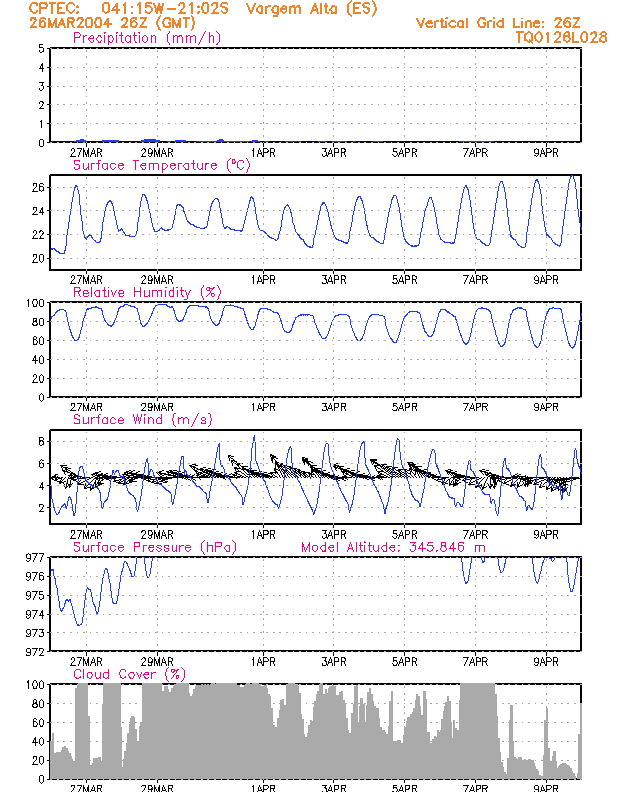 CPTEC: 041:15W-21:02S Vargem Alta (ES)
26MAR2004 26Z (GMT) Vertical Grid Line: 26Z
Precipitation (mm/h) TQ0126L028
5
4
3
2
1
0
27MAR 29MAR 1APR 3APR 5APR 7APR 9APR
Surface Temperature (ºC)
26
24
22
20
27MAR 29MAR 1APR 3APR 5APR 7APR 9APR
Relative Humidity (%)
100
80
60
40
20
0
27MAR 29MAR 1APR 3APR 5APR 7APR 9APR
Surface Wind (m/s)
8
6
4
2
27MAR 29MAR 1APR 3APR 5APR 7APR 9APR
Surface Pressure (hPa) Model Altitude: 345.846 m
977
976
975
974
973
972
27MAR 29MAR 1APR 3APR 5APR 7APR 9APR
Cloud Cover (%)
100
80
60
40
20
0
27MAR 29MAR 1APR 3APR 5APR 7APR 9APR